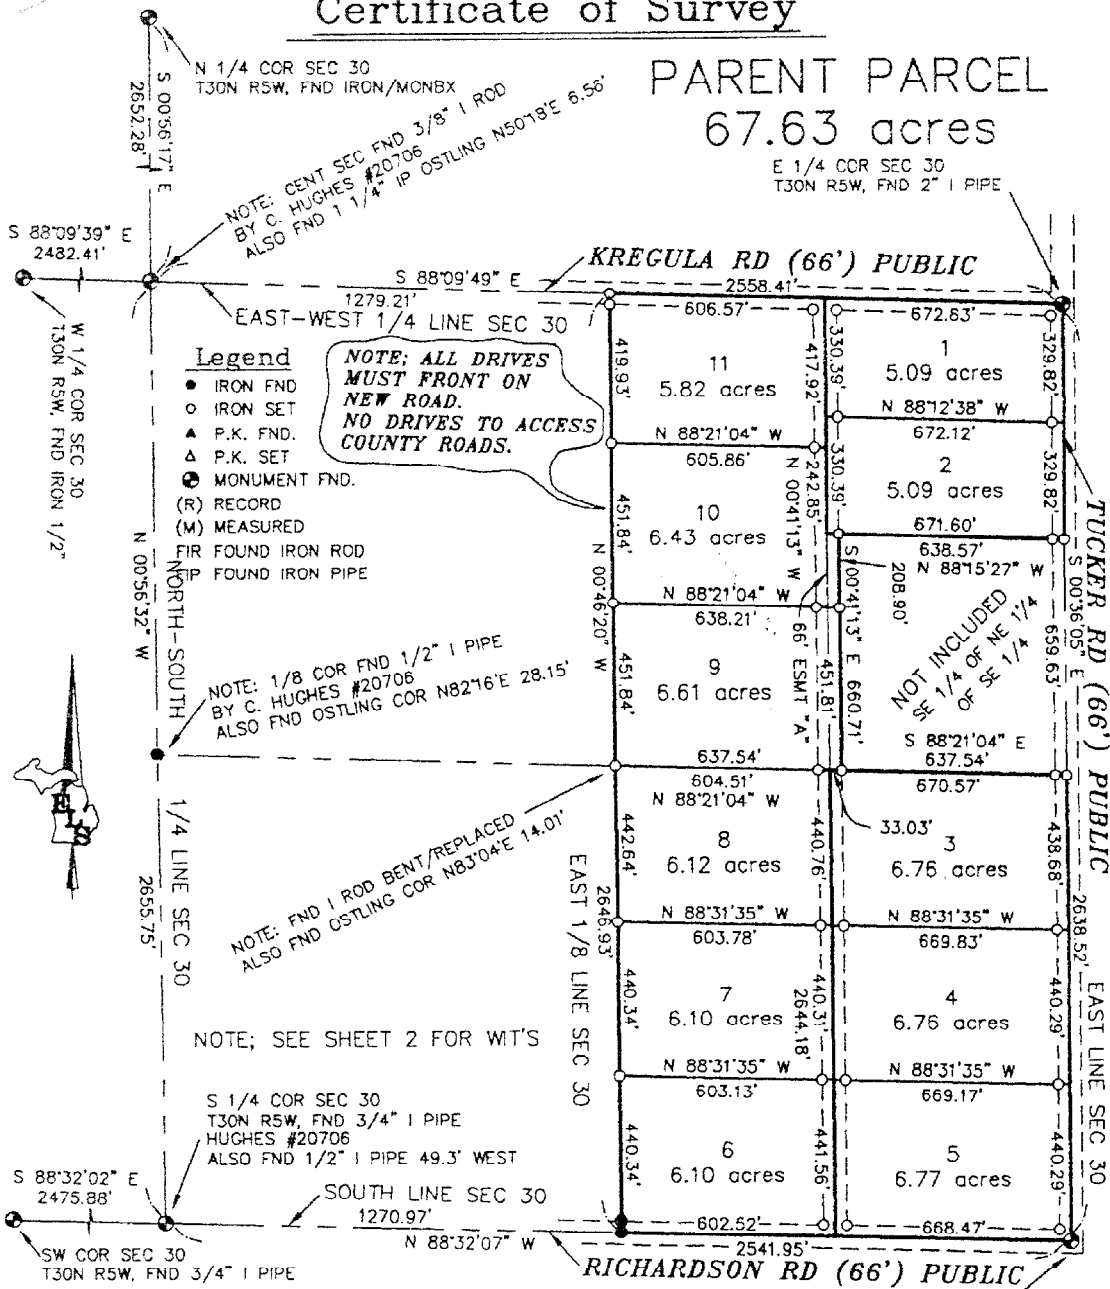 Certificate of Survey
PARENT PARCEL
67.63 acres
N 1/4 COR SEC 30
T30N R5W, FND IRON/MONBX
S 00°56'17" E
2652.28'
NOTE: CENT SEC FND 3/8" I ROD
BY C. HUGHES #20706
ALSO FND 1 1/4" IP OSTLING N50°18'E 6.56'
E 1/4 COR SEC 30
T30N R5W, FND 2" I PIPE
S 88°09'39" E
2482.41'
W 1/4 COR SEC 30
T30N R5W, FND IRON 1/2"
S 88°09'49" E
1279.21'
EAST-WEST 1/4 LINE SEC 30
KREGULA RD (66') PUBLIC
2558.41'
606.57'
672.63'
Legend
IRON FND
IRON SET
P.K. FND.
P.K. SET
MONUMENT FND.
(R) RECORD
(M) MEASURED
FIR FOUND IRON ROD
FIP FOUND IRON PIPE
NOTE; ALL DRIVES
MUST FRONT ON
NEW ROAD.
NO DRIVES TO ACCESS
COUNTY ROADS.
419.93'
11
5.82 acres
417.92'
330.39'
1
5.09 acres
329.82'
N 88°12'38" W
672.12'
N 88°21'04" W
605.86'
242.85'
330.39'
2
5.09 acres
329.82'
451.84'
10
6.43 acres
N 00°41'13" W
671.60'
638.57'
N 88°15'27" W
N 00°46'20" W
N 88°21'04" W
638.21'
66' ESMT "A"
S 00°41'13" E 660.71'
208.90'
NOT INCLUDED
SE 1/4 OF NE 1/4
OF SE 1/4
659.63'
S 00°36'05" E
TUCKER RD (66') PUBLIC
451.84'
9
6.61 acres
451.81'
S 88°21'04" E
637.54'
637.54'
670.57'
604.51'
N 88°21'04" W
33.03'
N 00°56'32" W
NORTH-SOUTH
1/4 LINE SEC 30
2655.75'
NOTE: 1/8 COR FND 1/2" I PIPE
BY C. HUGHES #20706
ALSO FND OSTLING COR N82°16'E 28.15'
ELS
NOTE: FND I ROD BENT/REPLACED
ALSO FND OSTLING COR N83°04'E 14.01'
442.64'
8
6.12 acres
440.76'
3
6.76 acres
438.68'
2646.93'
EAST 1/8 LINE SEC 30
N 88°31'35" W
603.78'
N 88°31'35" W
669.83'
2638.52'
EAST LINE SEC 30
440.34'
7
6.10 acres
440.31'
2644.18'
4
6.76 acres
440.29'
N 88°31'35" W
603.13'
N 88°31'35" W
669.17'
NOTE; SEE SHEET 2 FOR WIT'S
S 1/4 COR SEC 30
T30N R5W, FND 3/4" I PIPE
HUGHES #20706
ALSO FND 1/2" I PIPE 49.3' WEST
440.34'
6
6.10 acres
441.56'
5
6.77 acres
440.29'
S 88°32'02" E
2475.88'
SOUTH LINE SEC 30
1270.97'
N 88°32'07" W
602.52'
668.47'
2541.95'
SW COR SEC 30
T30N R5W, FND 3/4" I PIPE
RICHARDSON RD (66') PUBLIC